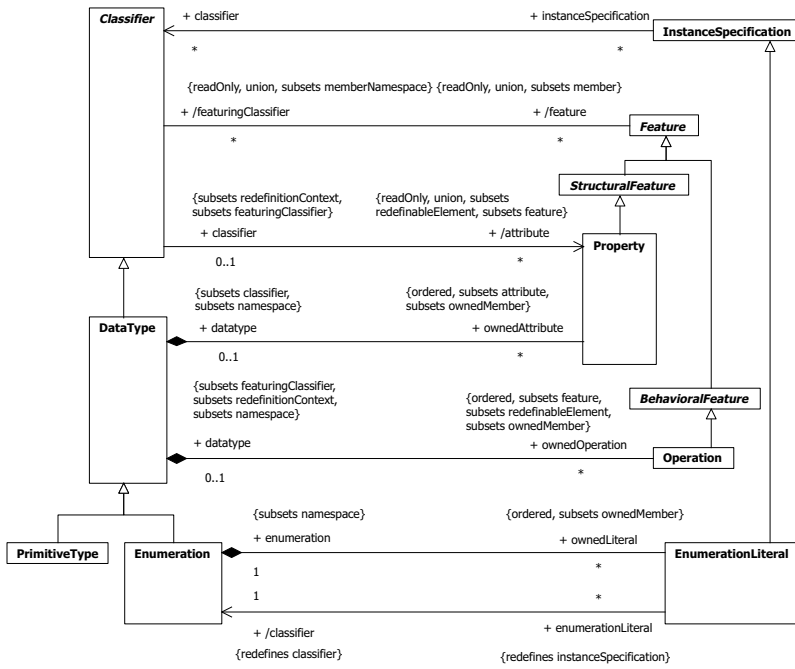 Classifier
+ classifier
+ instanceSpecification
InstanceSpecification
*
*
{readOnly, union, subsets memberNamespace} {readOnly, union, subsets member}
+ /featuringClassifier
+ /feature
Feature
*
*
StructuralFeature
{subsets redefinitionContext,
subsets featuringClassifier}
{readOnly, union, subsets
redefinableElement, subsets feature}
+ classifier
+ /attribute
Property
0..1
*
{subsets classifier,
subsets namespace}
{ordered, subsets attribute,
subsets ownedMember}
DataType
+ datatype
+ ownedAttribute
0..1
*
{subsets featuringClassifier,
subsets redefinitionContext,
subsets namespace}
{ordered, subsets feature,
subsets redefinableElement,
subsets ownedMember}
BehavioralFeature
+ datatype
+ ownedOperation
Operation
0..1
*
{subsets namespace}
{ordered, subsets ownedMember}
PrimitiveType
Enumeration
+ enumeration
+ ownedLiteral
EnumerationLiteral
1
*
1
*
+ /classifier
+ enumerationLiteral
{redefines classifier}
{redefines instanceSpecification}